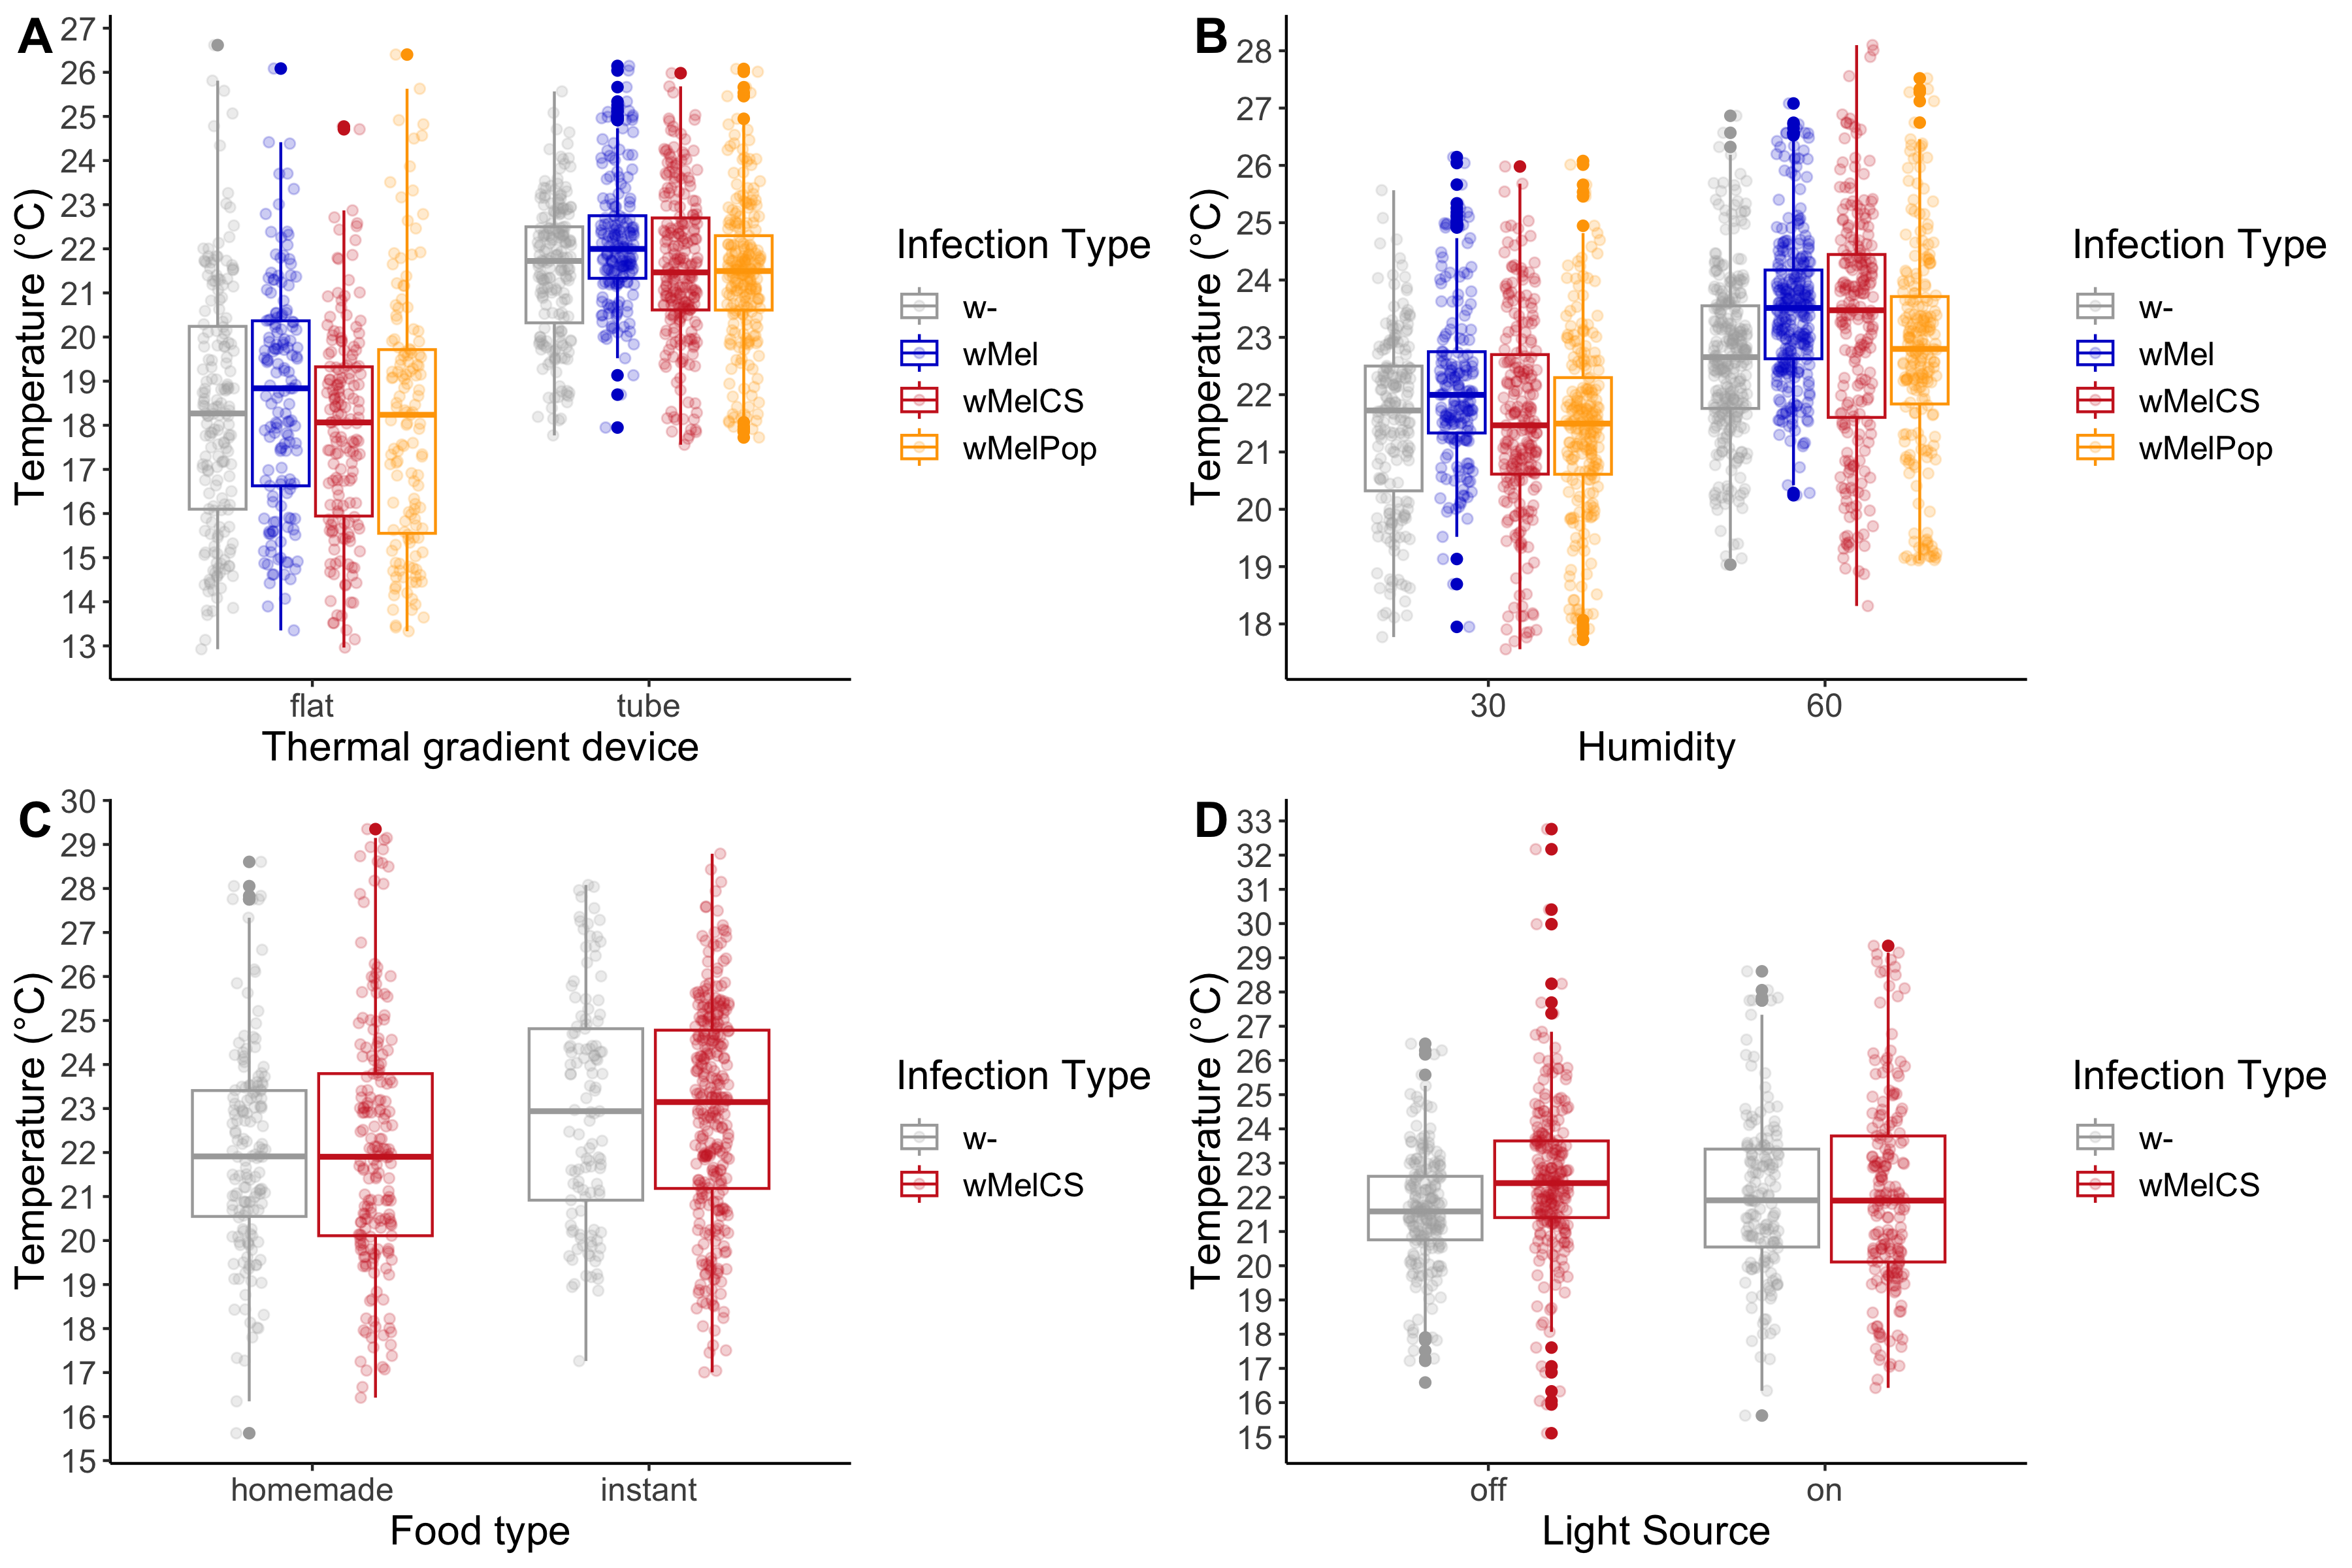 A
27
26
25
24
23
22
21
20
19
18
17
16
15
14
13
Temperature (°C)
flat
tube
Thermal gradient device
Infection Type
w-
wMel
wMelCS
wMelPop
B
28
27
26
25
24
23
22
21
20
19
18
Temperature (°C)
30
60
Humidity
Infection Type
w-
wMel
wMelCS
wMelPop
C
30
29
28
27
26
25
24
23
22
21
20
19
18
17
16
15
Temperature (°C)
homemade
instant
Food type
Infection Type
w-
wMelCS
D
33
32
31
30
29
28
27
26
25
24
23
22
21
20
19
18
17
16
15
Temperature (°C)
off
on
Light Source
Infection Type
w-
wMelCS